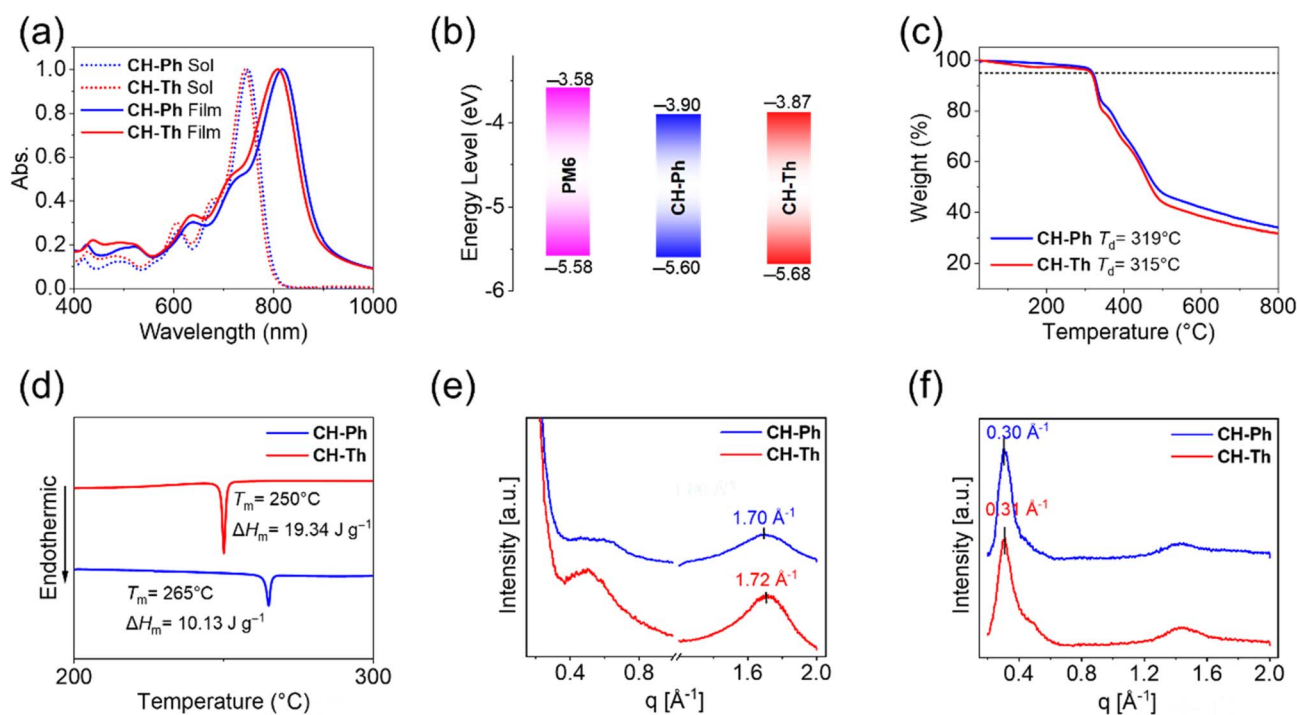 (a)
CH-Ph Sol
CH-Th Sol
CH-Ph Film
CH-Th Film
Abs.
1.0
0.8
0.6
0.4
0.2
0.0
400 600 800 1000
Wavelength (nm)
(b)
Energy Level (eV)
-4
-5
-6
–3.58
PM6
–5.58
–3.90
CH-Ph
–5.60
–3.87
CH-Th
–5.68
(c)
Weight (%)
100
80
60
40
20
CH-Ph Td= 319°C
CH-Th Td= 315°C
200 400 600 800
Temperature (°C)
(d)
CH-Ph
CH-Th
Endothermic
Tm= 250°C
ΔHm= 19.34 J g⁻¹
Tm= 265°C
ΔHm= 10.13 J g⁻¹
200 300
Temperature (°C)
(e)
CH-Ph
CH-Th
Intensity [a.u.]
1.70 Å⁻¹
1.72 Å⁻¹
0.4 0.8 1.6 2.0
q [Å⁻¹]
(f)
0.30 Å⁻¹
CH-Ph
CH-Th
0.31 Å⁻¹
Intensity [a.u.]
0.4 0.8 1.2 1.6 2.0
q [Å⁻¹]